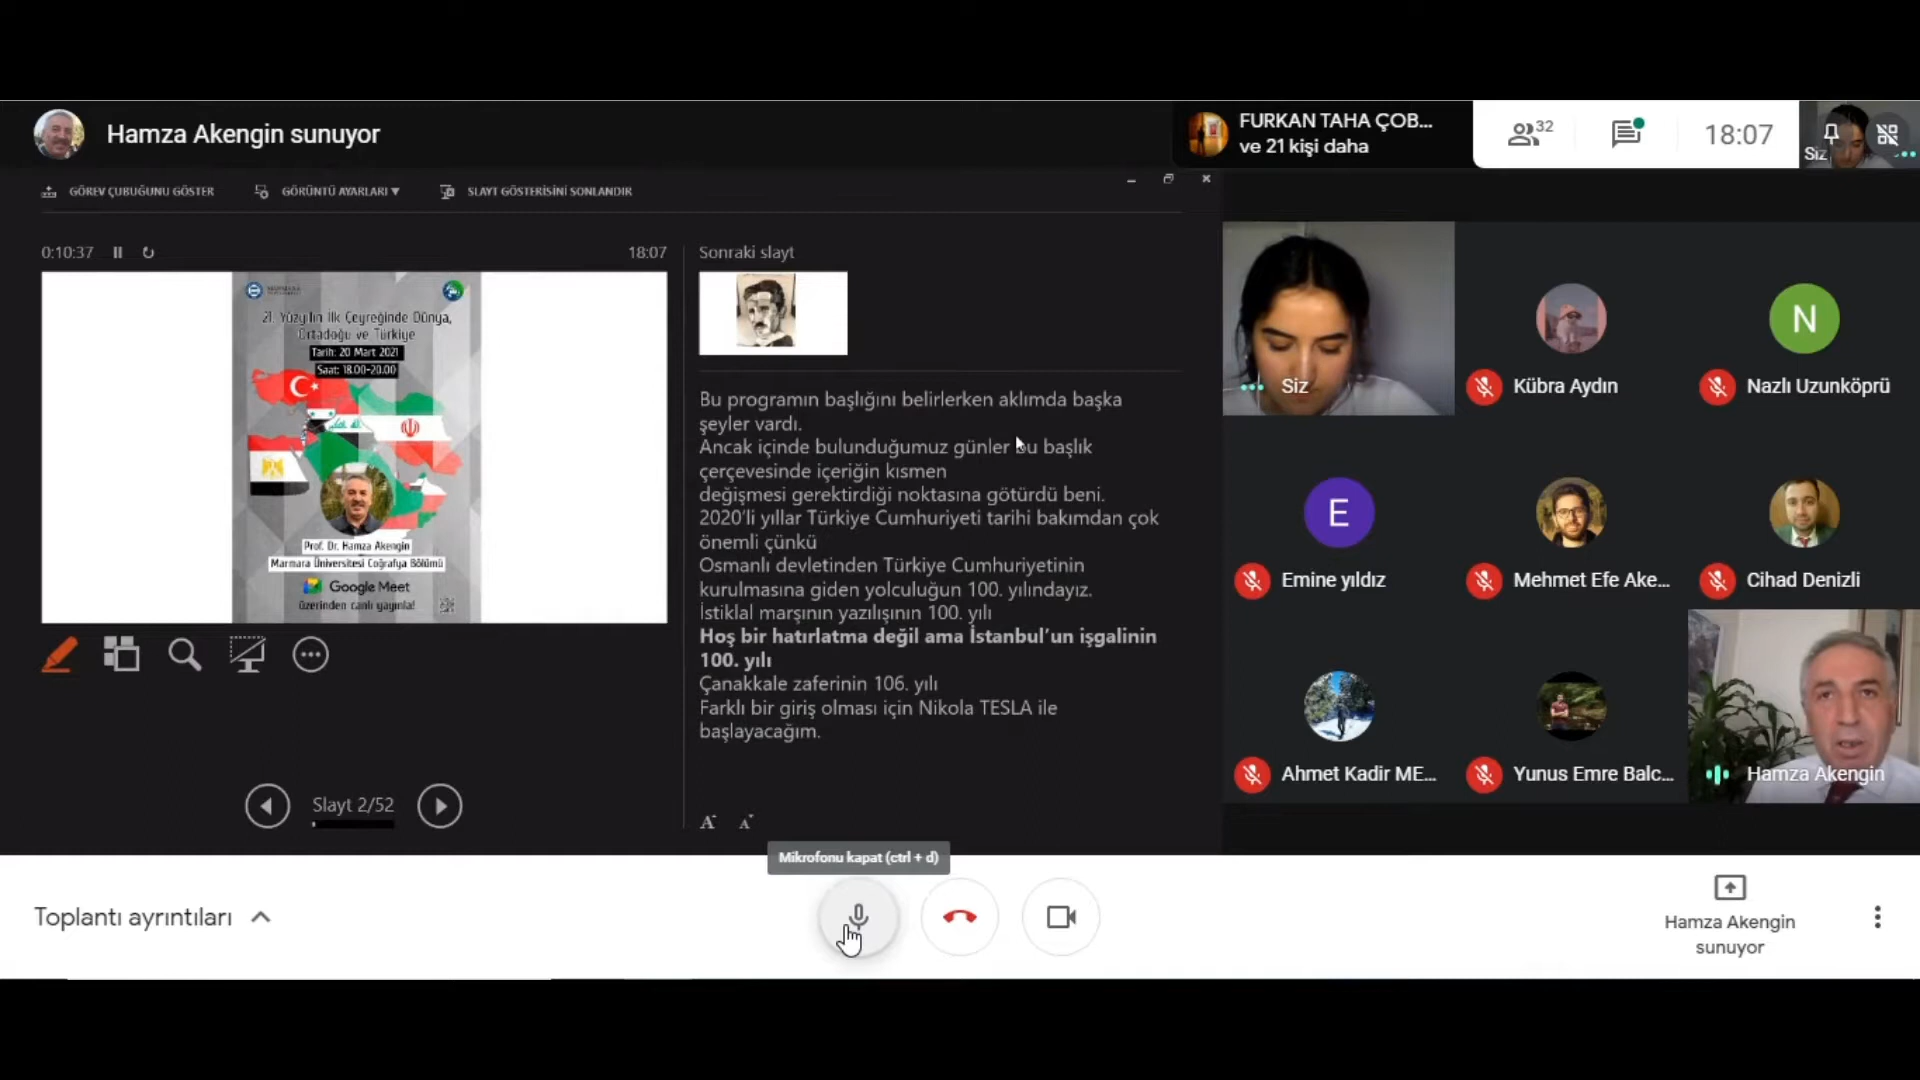 Hamza Akengin sunuyor
FURKAN TAHA ÇOB...
ve 21 kişi daha
32
18:07
Siz
GÖREV ÇUBUĞUNU GÖSTER
GÖRÜNTÜ AYARLARI
SLAYT GÖSTERİSİNİ SONLANDIR
0:10:37
18:07
Sonraki slayt
21. Yüzyılın İlk Çeyreğinde Dünya,
Ortadoğu ve Türkiye
Tarih: 20 Mart 2021
Saat: 18.00-20.00
Prof. Dr. Hamza Akengin
Marmara Üniversitesi Coğrafya Bölümü
Google Meet
üzerinden canlı yayınla!
Bu programın başlığını belirlerken aklımda başka
şeyler vardı.
Ancak içinde bulunduğumuz günler bu başlık
çerçevesinde içeriğin kısmen
değişmesi gerektirdiği noktasına götürdü beni.
2020'li yıllar Türkiye Cumhuriyeti tarihi bakımdan çok
önemli çünkü
Osmanlı devletinden Türkiye Cumhuriyetinin
kurulmasına giden yolculuğun 100. yılındayız.
İstiklal marşının yazılışının 100. yılı
Hoş bir hatırlatma değil ama İstanbul'un işgalinin
100. yılı
Çanakkale zaferinin 106. yılı
Farklı bir giriş olması için Nikola TESLA ile
başlayacağım.
Slayt 2/52
A A
Siz
Kübra Aydın
N
Nazlı Uzunköprü
E
Emine yıldız
Mehmet Efe Ake...
Cihad Denizli
Ahmet Kadir ME...
Yunus Emre Balc...
Hamza Akengin
Mikrofonu kapat (ctrl + d)
Toplantı ayrıntıları
Hamza Akengin
sunuyor